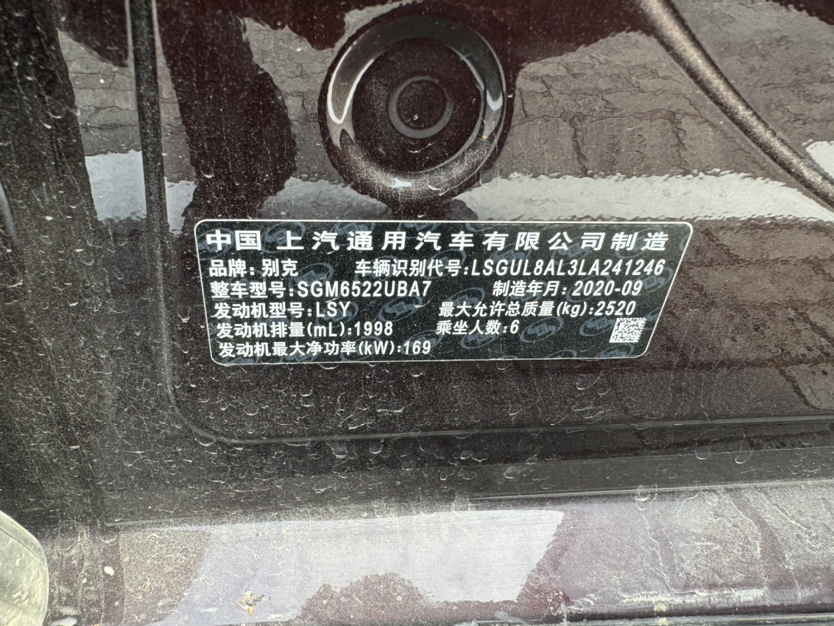 中国 上汽通用汽车有限公司制造
品牌:别克 车辆识别代号:LSGUL8AL3LA241246
整车型号:SGM6522UBA7 制造年月:2020-09
发动机型号:LSY 最大允许总质量(kg):2520
发动机排量(mL):1998 乘坐人数:6
发动机最大净功率(kW):169